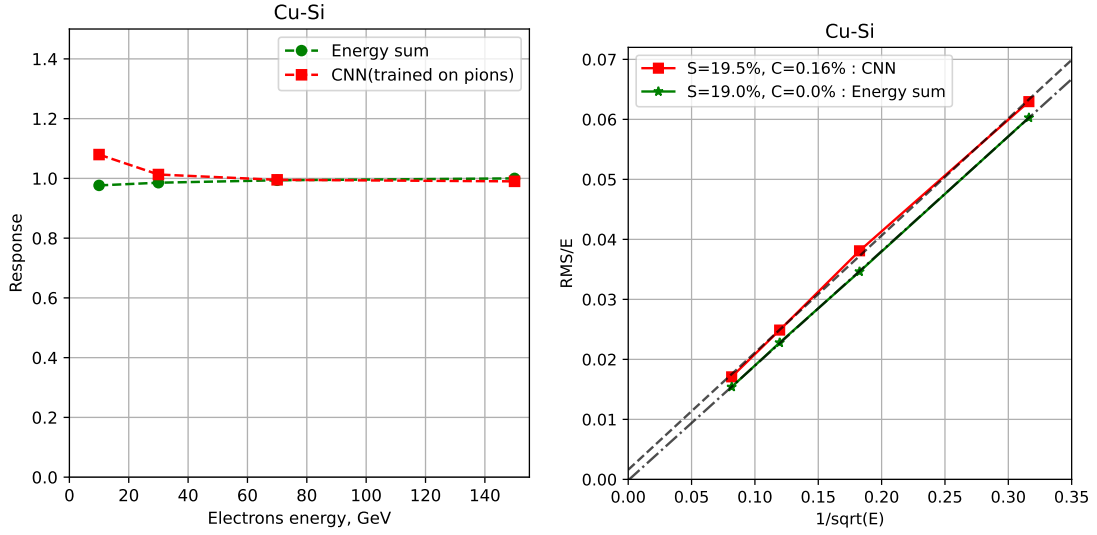 Cu-Si
Energy sum
CNN(trained on pions)
1.4
1.2
1.0
0.8
0.6
0.4
0.2
0.0
Response
0 20 40 60 80 100 120 140
Electrons energy, GeV
Cu-Si
S=19.5%, C=0.16% : CNN
S=19.0%, C=0.0% : Energy sum
0.07
0.06
0.05
0.04
0.03
0.02
0.01
0.00
RMS/E
0.00 0.05 0.10 0.15 0.20 0.25 0.30 0.35
1/sqrt(E)